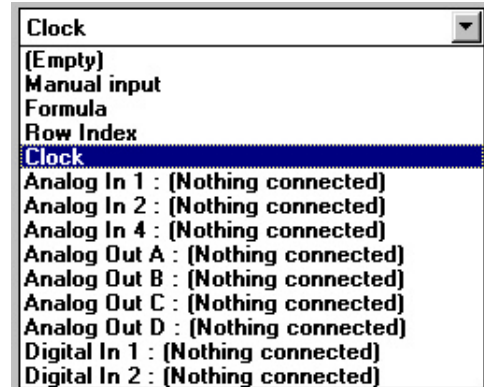 Clock
(Empty)
Manual input
Formula
Row Index
Clock
Analog In 1 : (Nothing connected)
Analog In 2 : (Nothing connected)
Analog In 4 : (Nothing connected)
Analog Out A : (Nothing connected)
Analog Out B : (Nothing connected)
Analog Out C : (Nothing connected)
Analog Out D : (Nothing connected)
Digital In 1 : (Nothing connected)
Digital In 2 : (Nothing connected)